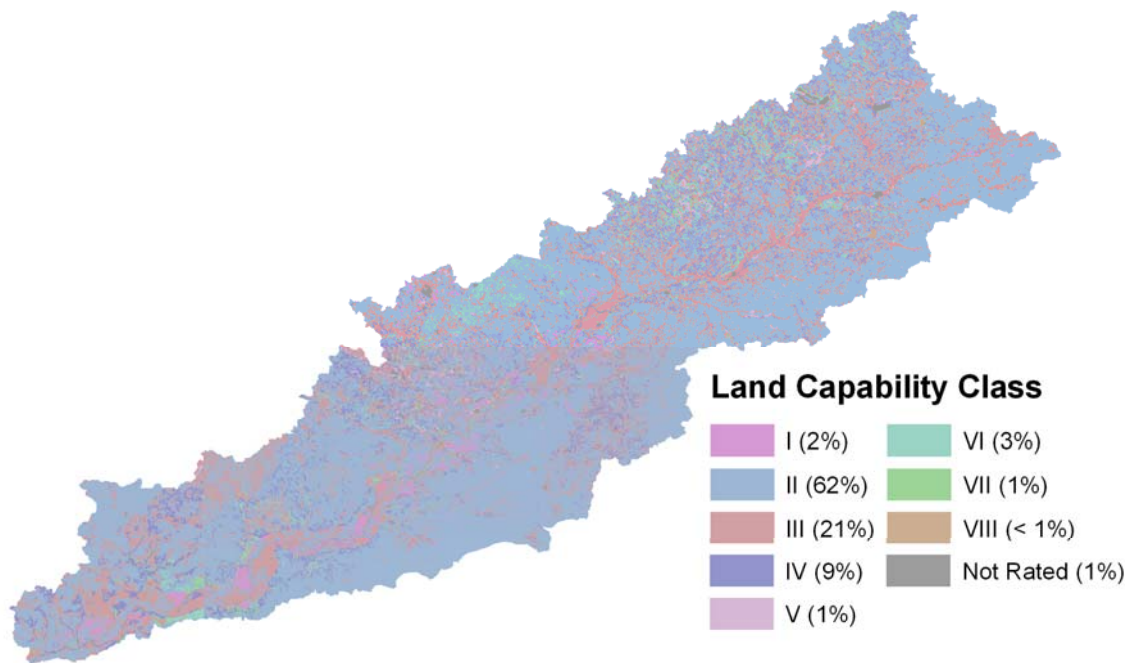 Land Capability Class
I (2%)
II (62%)
III (21%)
IV (9%)
V (1%)
VI (3%)
VII (1%)
VIII (< 1%)
Not Rated (1%)